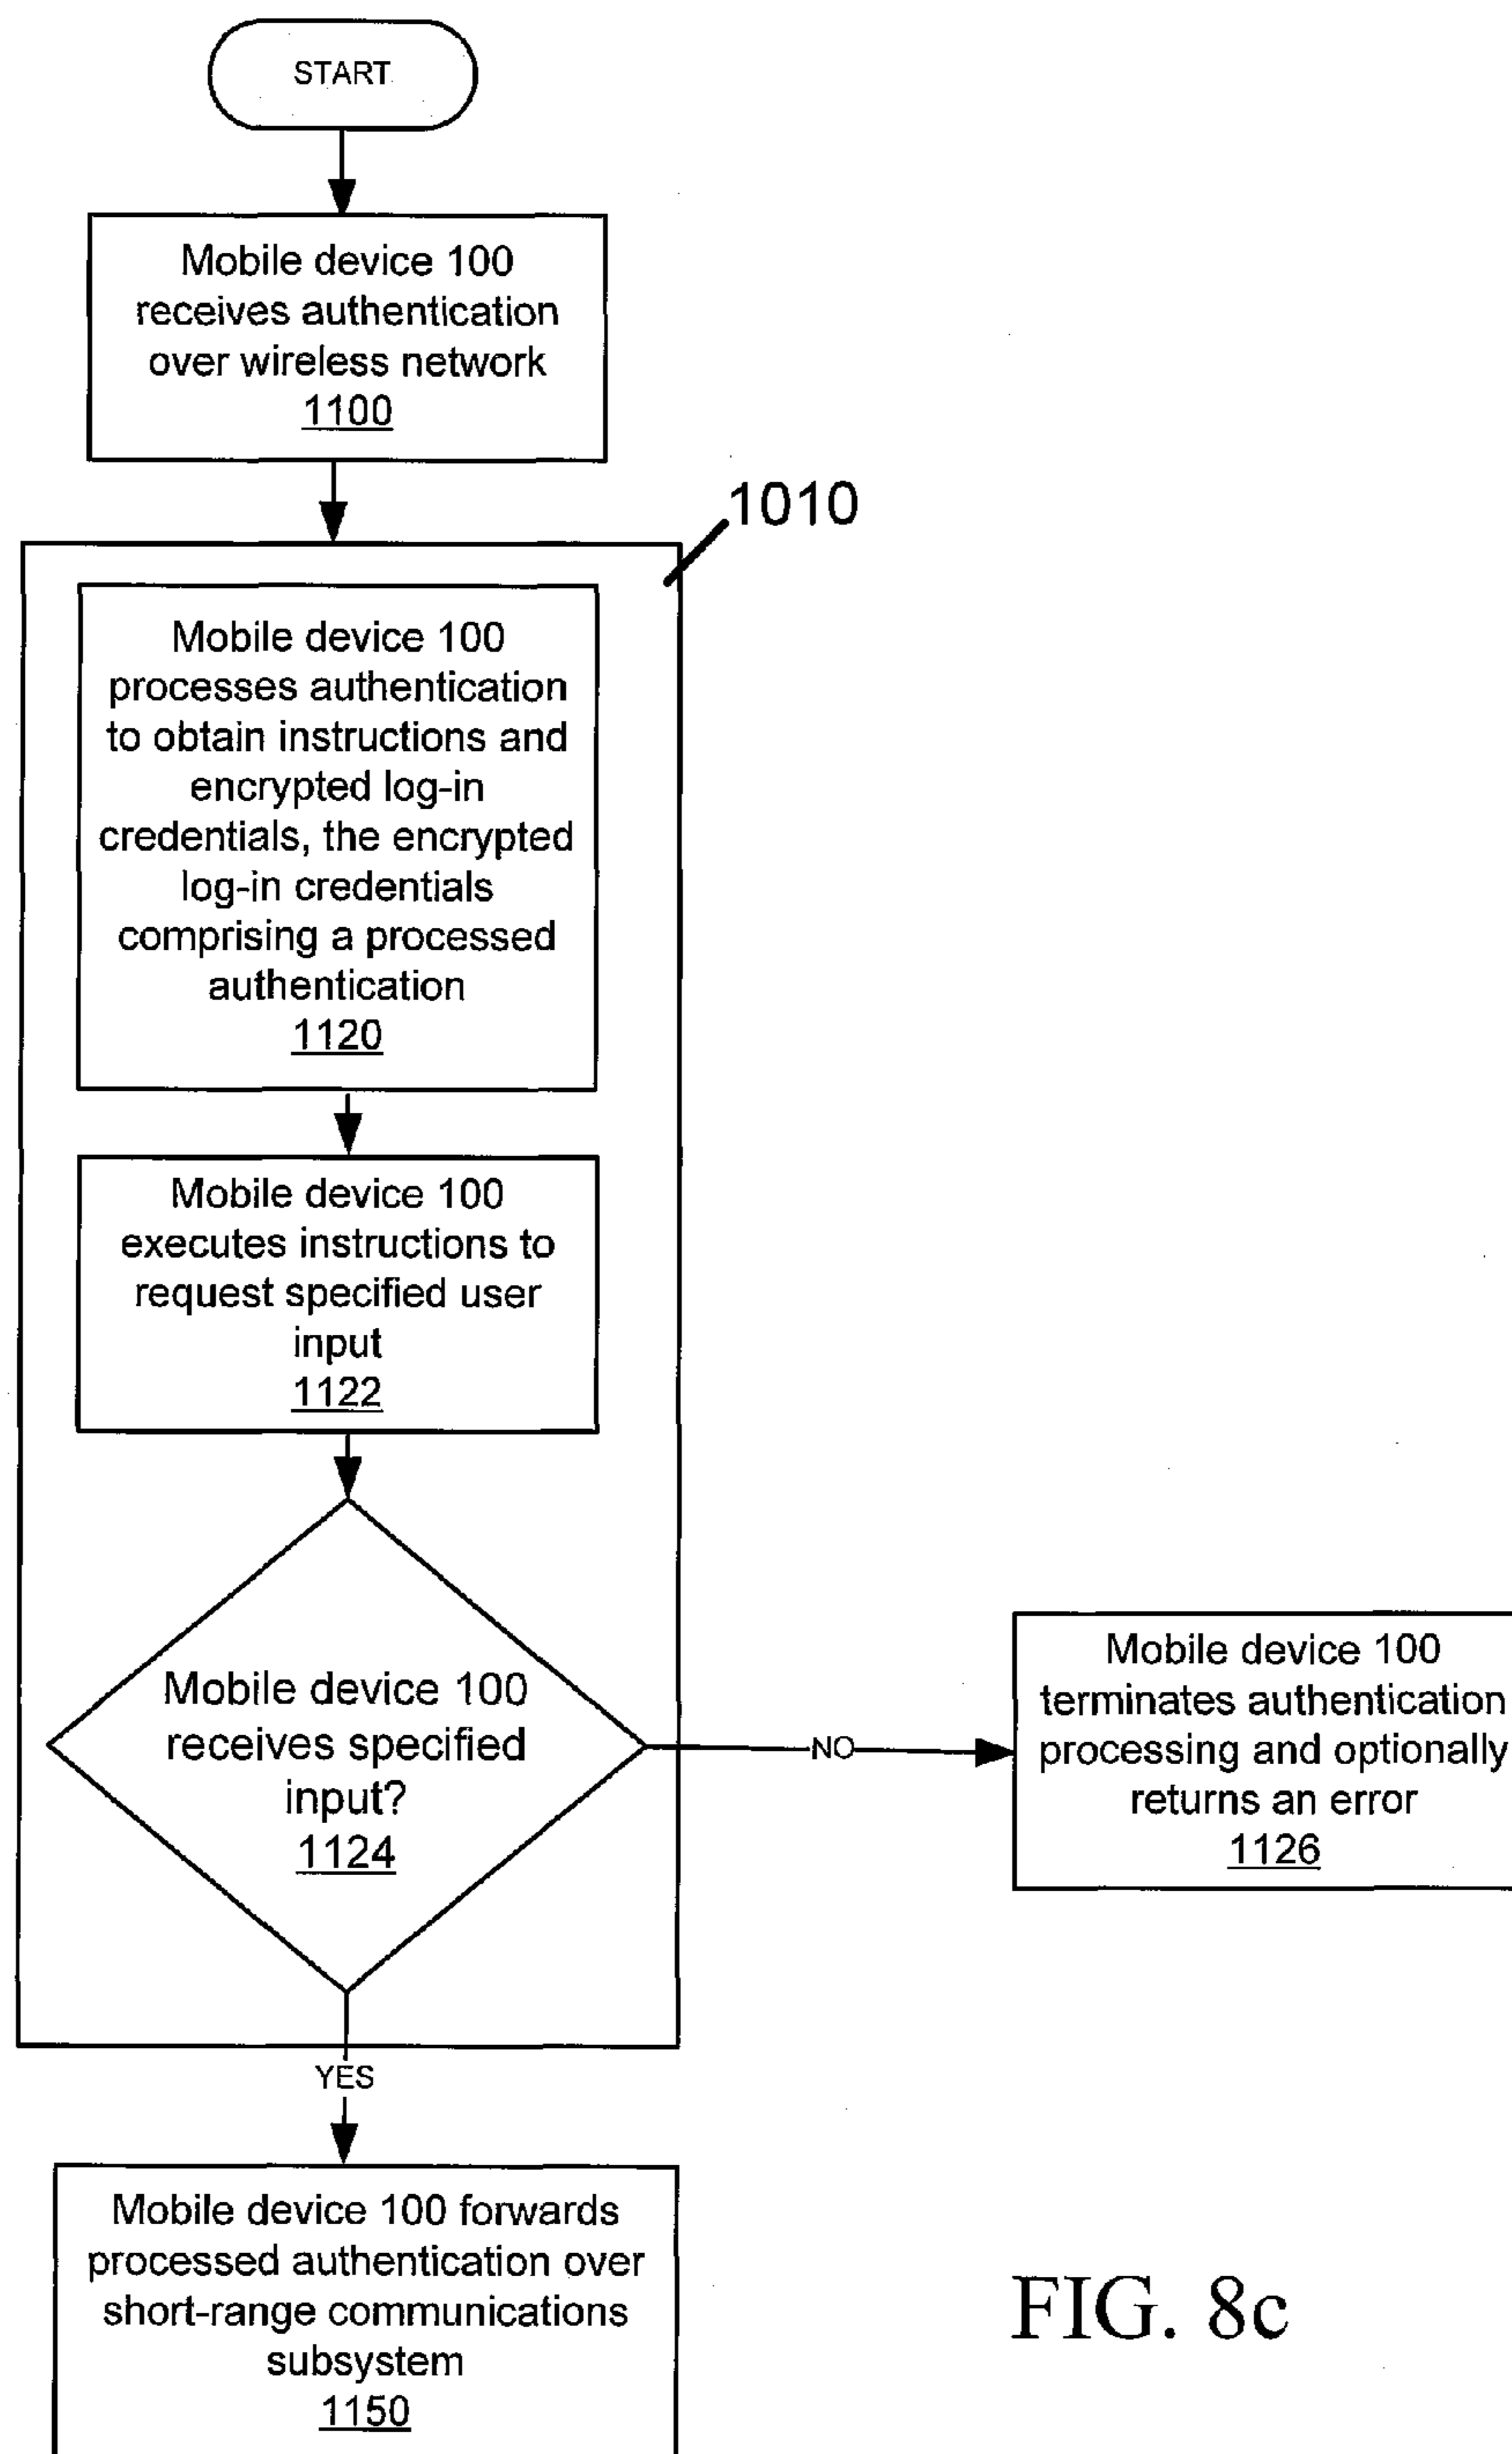 START
Mobile device 100
receives authentication
over wireless network
1100
1010
Mobile device 100
processes authentication
to obtain instructions and
encrypted log-in
credentials, the encrypted
log-in credentials
comprising a processed
authentication
1120
Mobile device 100
executes instructions to
request specified user
input
1122
Mobile device 100
receives specified
input?
1124
NO
Mobile device 100
terminates authentication
processing and optionally
returns an error
1126
YES
Mobile device 100 forwards
processed authentication over
short-range communications
subsystem
1150
FIG. 8c